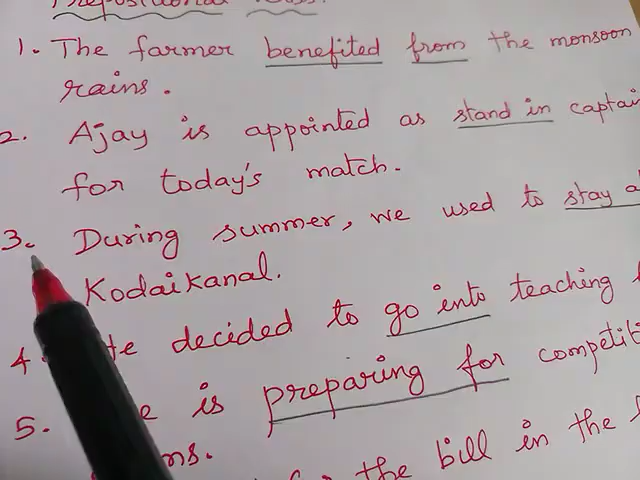 Prepositional
1. The farmer benefited from the monsoon
rains.
2. Ajay is appointed as stand in captain
for today's match.
3. During summer, we used to stay at
Kodaikanal.
4. decided to go into teaching
5. is preparing for
the bill in the